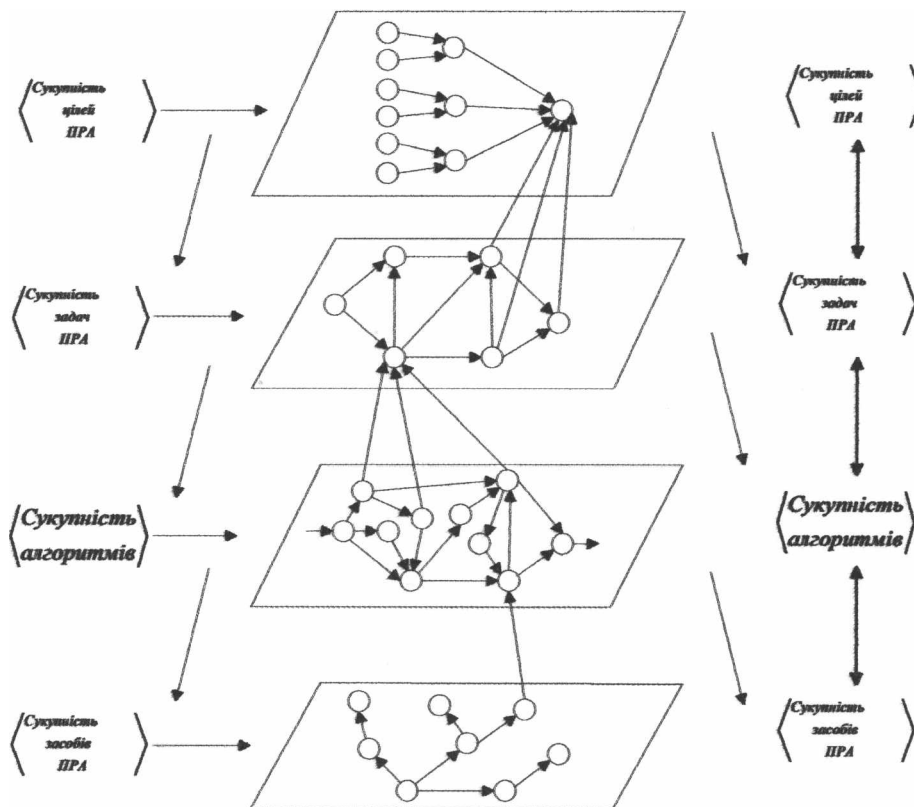 Сукупність
цілей
ПРА
Сукупність
цілей
ПРА
Сукупність
задач
ПРА
Сукупність
задач
ПРА
Сукупність
алгоритмів
Сукупність
алгоритмів
Сукупність
засобів
ПРА
Сукупність
засобів
ПРА